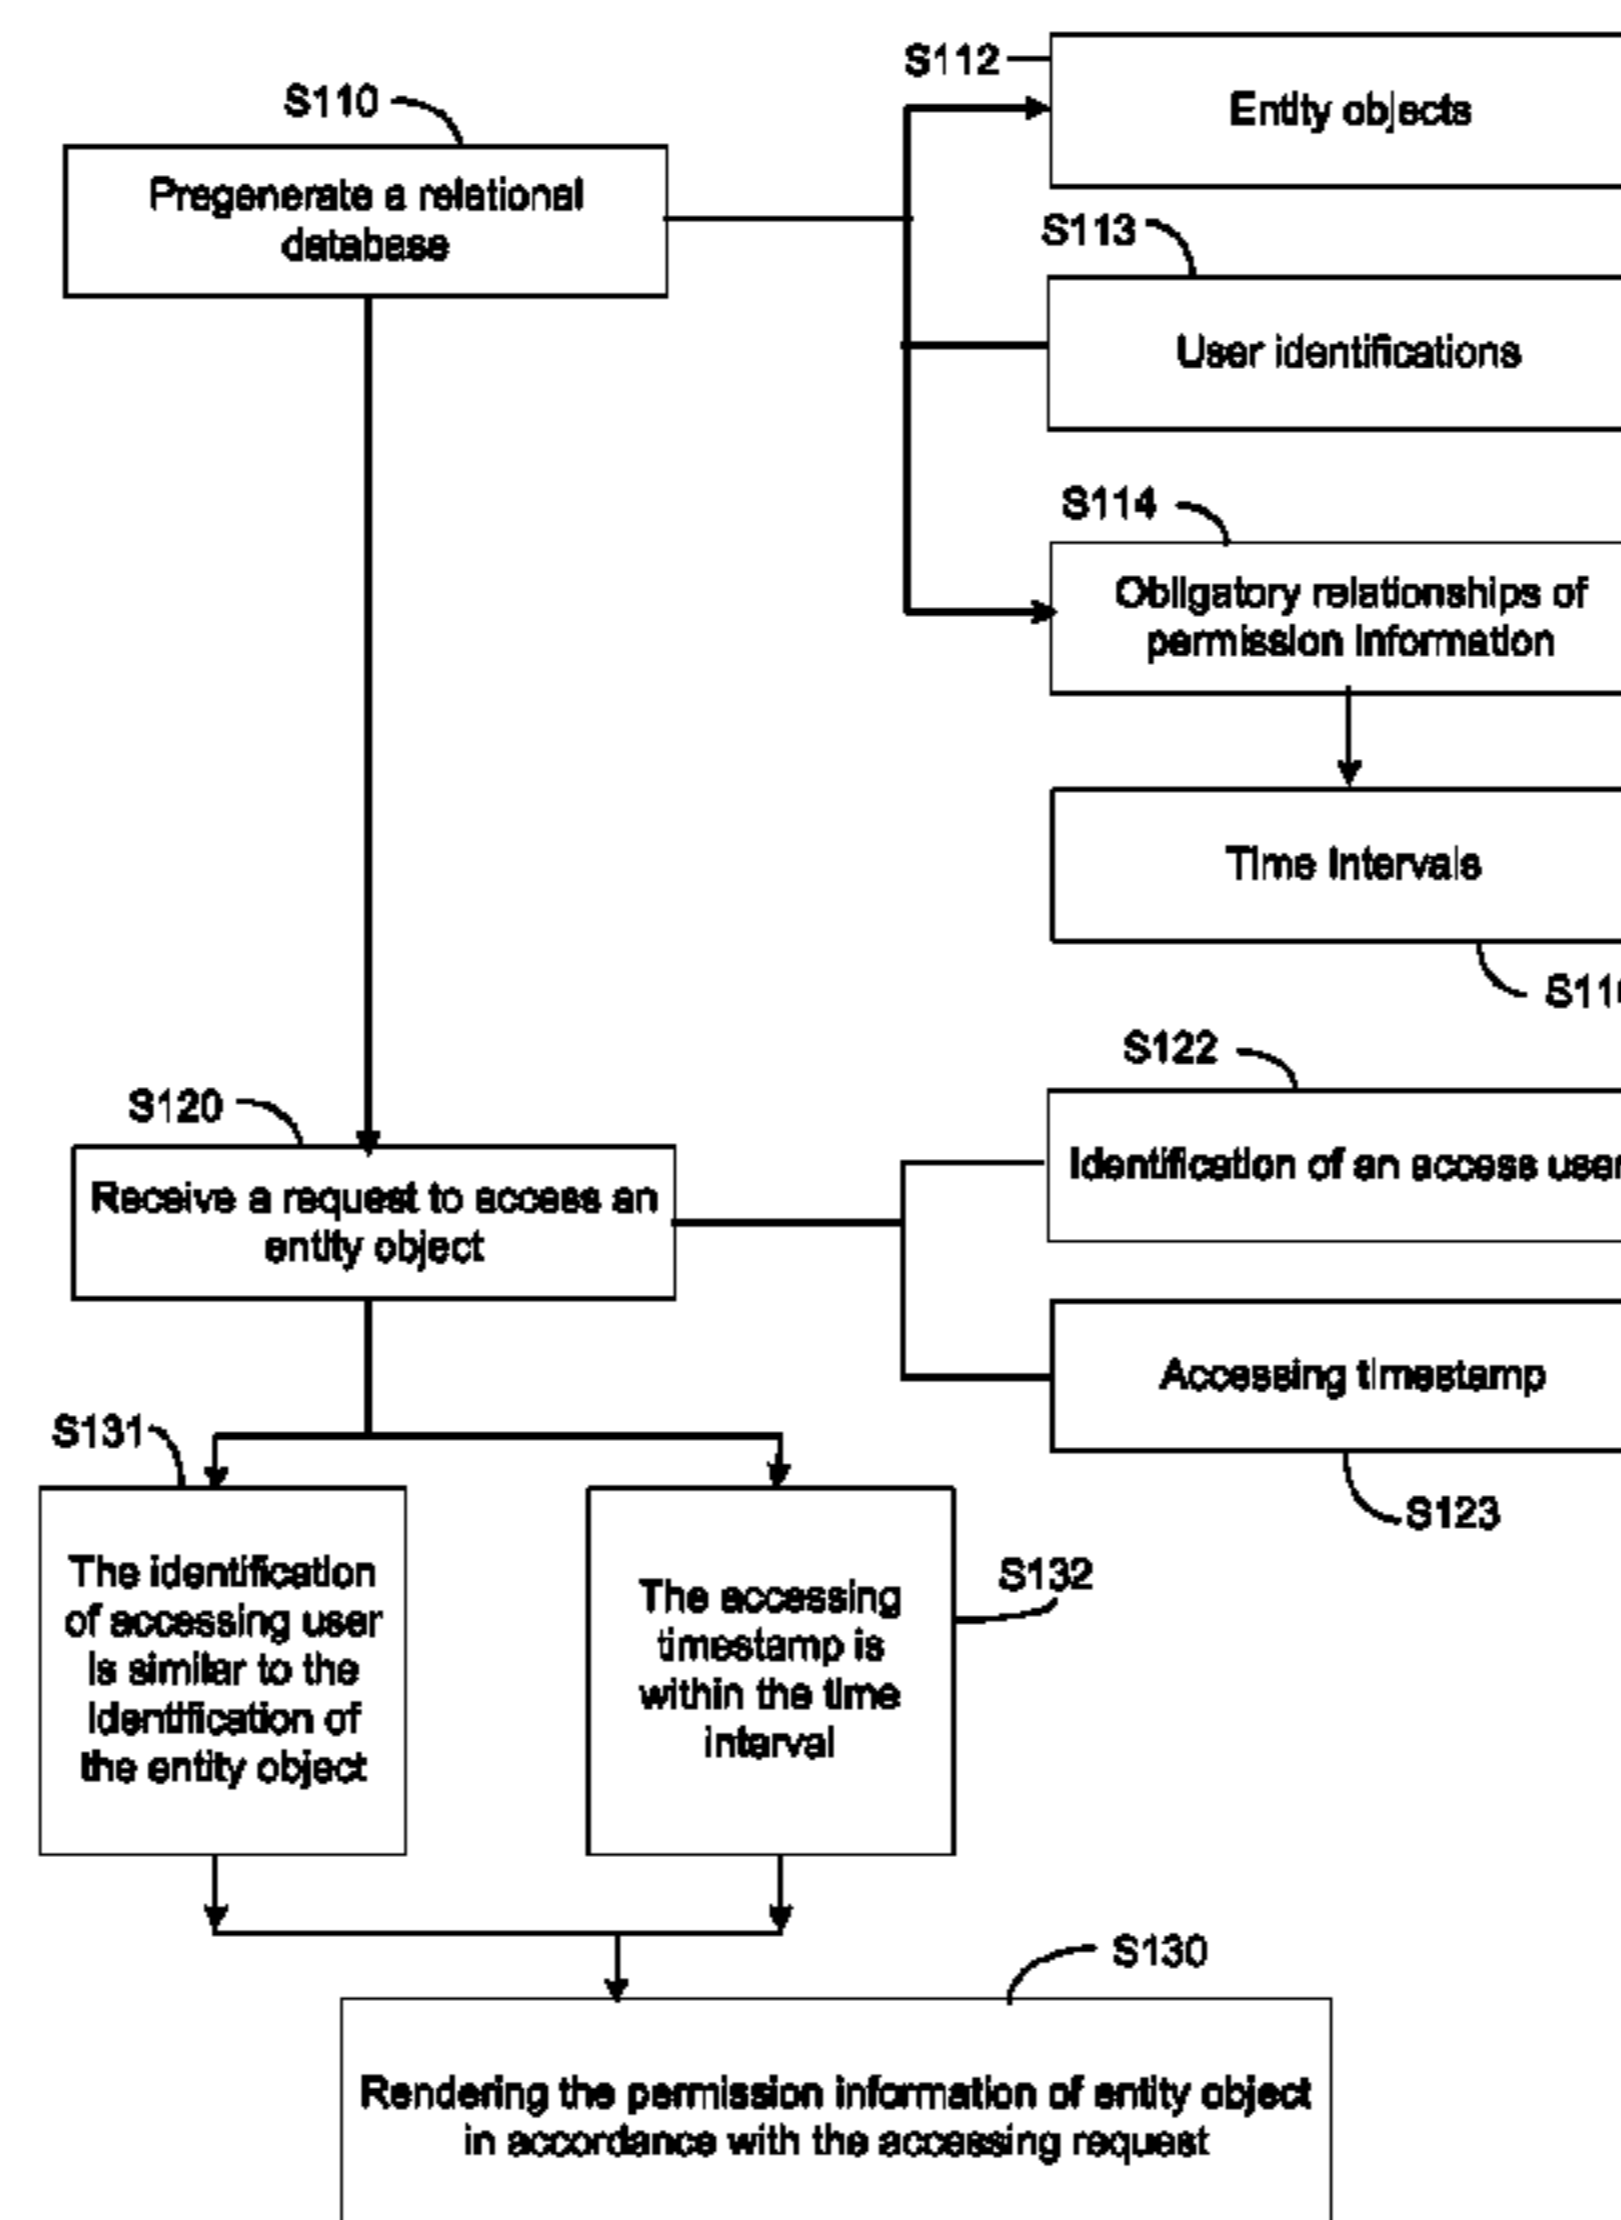 S112
Entity objects
S110
Pregenerate a relational
database
S113
User identifications
S114
Obligatory relationships of
permission information
Time intervals
S122
S120
Identification of an access user
Receive a request to access an
entity object
Accessing timestamp
S131
S123
The identification
of accessing user
is similar to the
identification of
the entity object
S132
The accessing
timestamp is
within the time
interval
S130
Rendering the permission information of entity object
in accordance with the accessing request